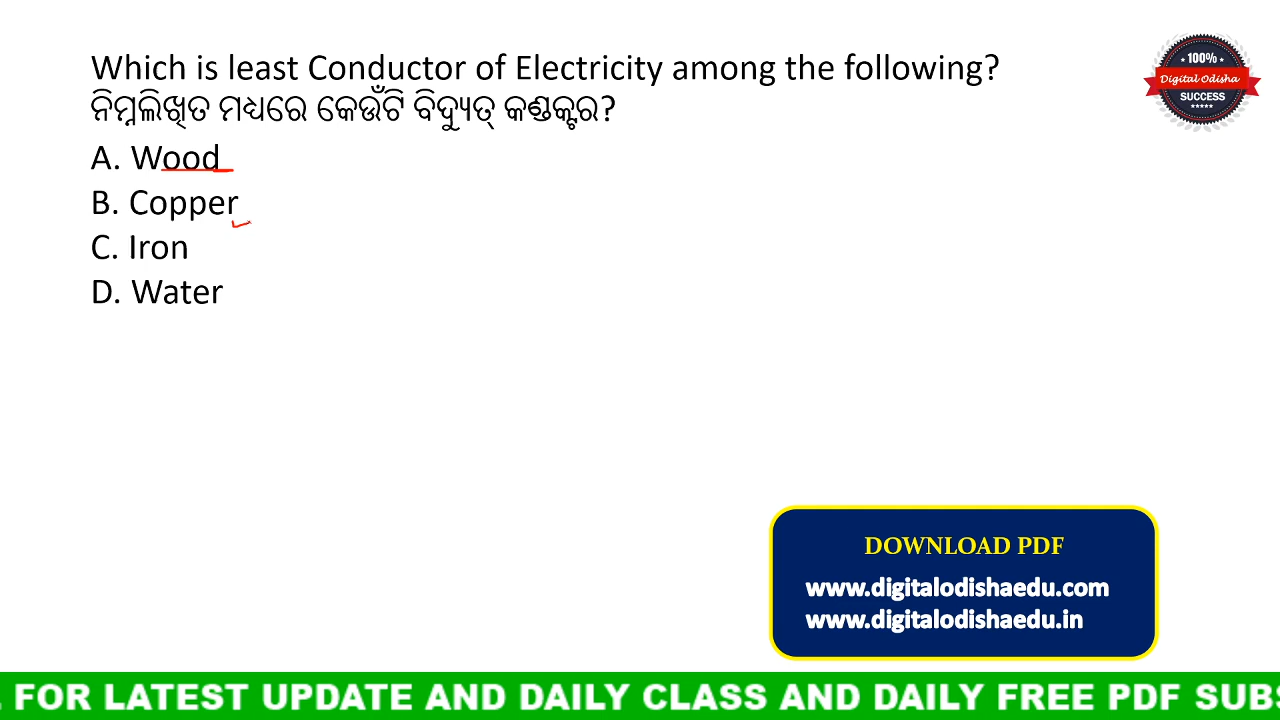 Which is least Conductor of Electricity among the following?
ନିମ୍ନଲିଖିତ ମଧ୍ୟରେ କେଉଁଟି ବିଦ୍ୟୁତ୍ କଣ୍ଡକ୍ଟର?
A. Wood
B. Copper
C. Iron
D. Water
100%
Digital Odisha
SUCCESS
DOWNLOAD PDF
www.digitalodishaedu.com
www.digitalodishaedu.in
FOR LATEST UPDATE AND DAILY CLASS AND DAILY FREE PDF SUBS